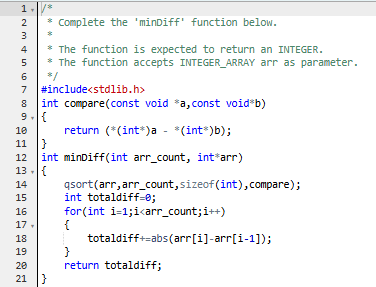 1 /*
2  * Complete the 'minDiff' function below.
3  *
4  * The function is expected to return an INTEGER.
5  * The function accepts INTEGER_ARRAY arr as parameter.
6  */
7 #include<stdlib.h>
8 int compare(const void *a,const void*b)
9 {
10     return (*(int*)a - *(int*)b);
11 }
12 int minDiff(int arr_count, int*arr)
13 {
14     qsort(arr,arr_count,sizeof(int),compare);
15     int totaldiff=0;
16     for(int i=1;i<arr_count;i++)
17     {
18         totaldiff+=abs(arr[i]-arr[i-1]);
19     }
20     return totaldiff;
21 }